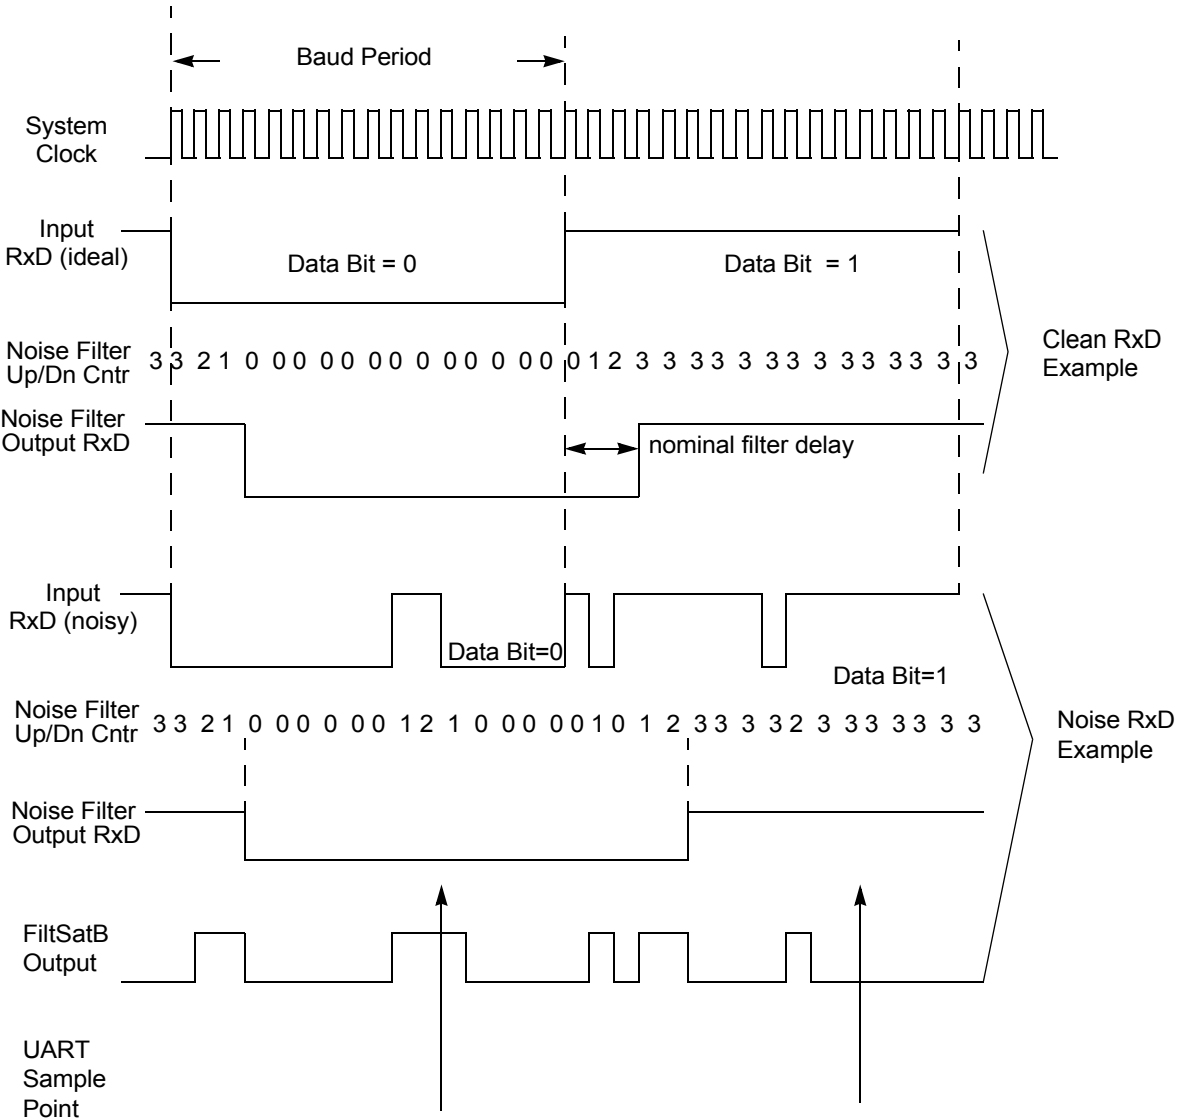 Baud Period
System
Clock
Input
RxD (ideal)
Data Bit = 0
Data Bit = 1
Noise Filter
Up/Dn Cntr
3 3 2 1 0 0 0 0 0 0 0 0 0 0 0 0 0 0 1 2 3 3 3 3 3 3 3 3 3 3 3 3 3 3
Clean RxD
Example
Noise Filter
Output RxD
nominal filter delay
Input
RxD (noisy)
Data Bit=0
Data Bit=1
Noise Filter
Up/Dn Cntr
3 3 2 1 0 0 0 0 0 0 1 2 1 0 0 0 0 0 1 0 1 2 3 3 3 3 2 3 3 3 3 3 3 3
Noise RxD
Example
Noise Filter
Output RxD
FiltSatB
Output
UART
Sample
Point